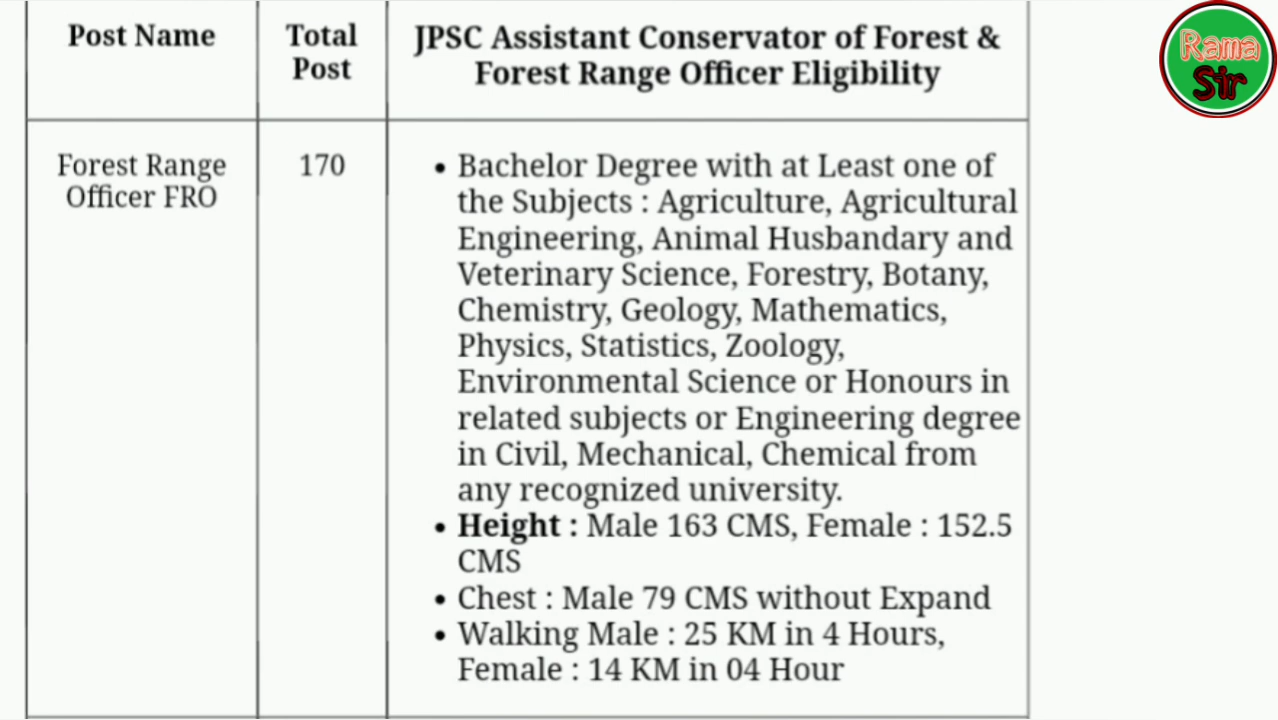 Post Name
Total
Post
JPSC Assistant Conservator of Forest &
Forest Range Officer Eligibility
Forest Range
Officer FRO
170
• Bachelor Degree with at Least one of
the Subjects : Agriculture, Agricultural
Engineering, Animal Husbandary and
Veterinary Science, Forestry, Botany,
Chemistry, Geology, Mathematics,
Physics, Statistics, Zoology,
Environmental Science or Honours in
related subjects or Engineering degree
in Civil, Mechanical, Chemical from
any recognized university.
• Height : Male 163 CMS, Female : 152.5
CMS
• Chest : Male 79 CMS without Expand
• Walking Male : 25 KM in 4 Hours,
Female : 14 KM in 04 Hour
Rama
Sir